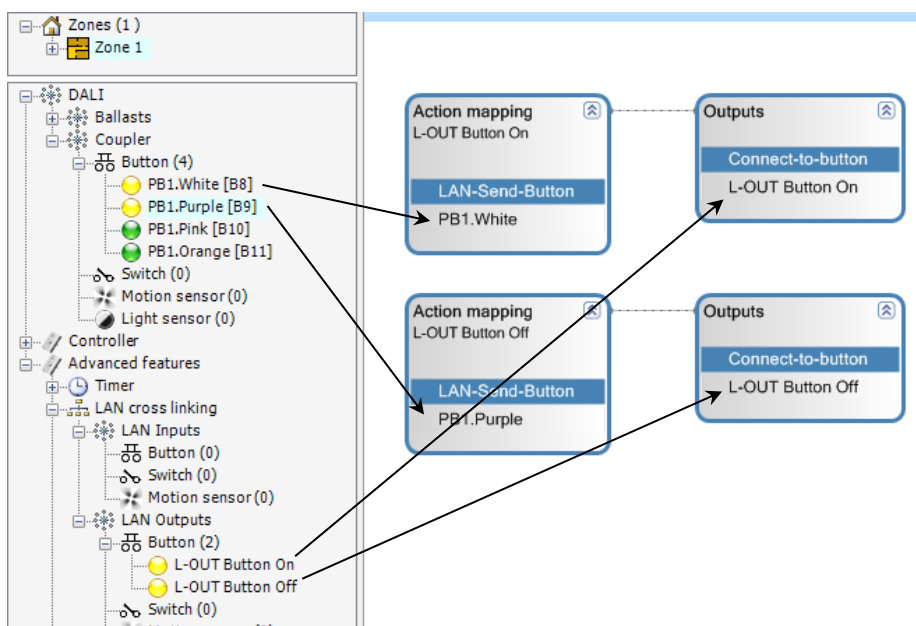 Zones (1 )
Zone 1
DALI
Ballasts
Coupler
Button (4)
PB1.White [B8]
PB1.Purple [B9]
PB1.Pink [B10]
PB1.Orange [B11]
Switch (0)
Motion sensor (0)
Light sensor (0)
Controller
Advanced features
Timer
LAN cross linking
LAN Inputs
Button (0)
Switch (0)
Motion sensor (0)
LAN Outputs
Button (2)
L-OUT Button On
L-OUT Button Off
Switch (0)
Action mapping
L-OUT Button On
LAN-Send-Button
PB1.White
Outputs
Connect-to-button
L-OUT Button On
Action mapping
L-OUT Button Off
LAN-Send-Button
PB1.Purple
Outputs
Connect-to-button
L-OUT Button Off